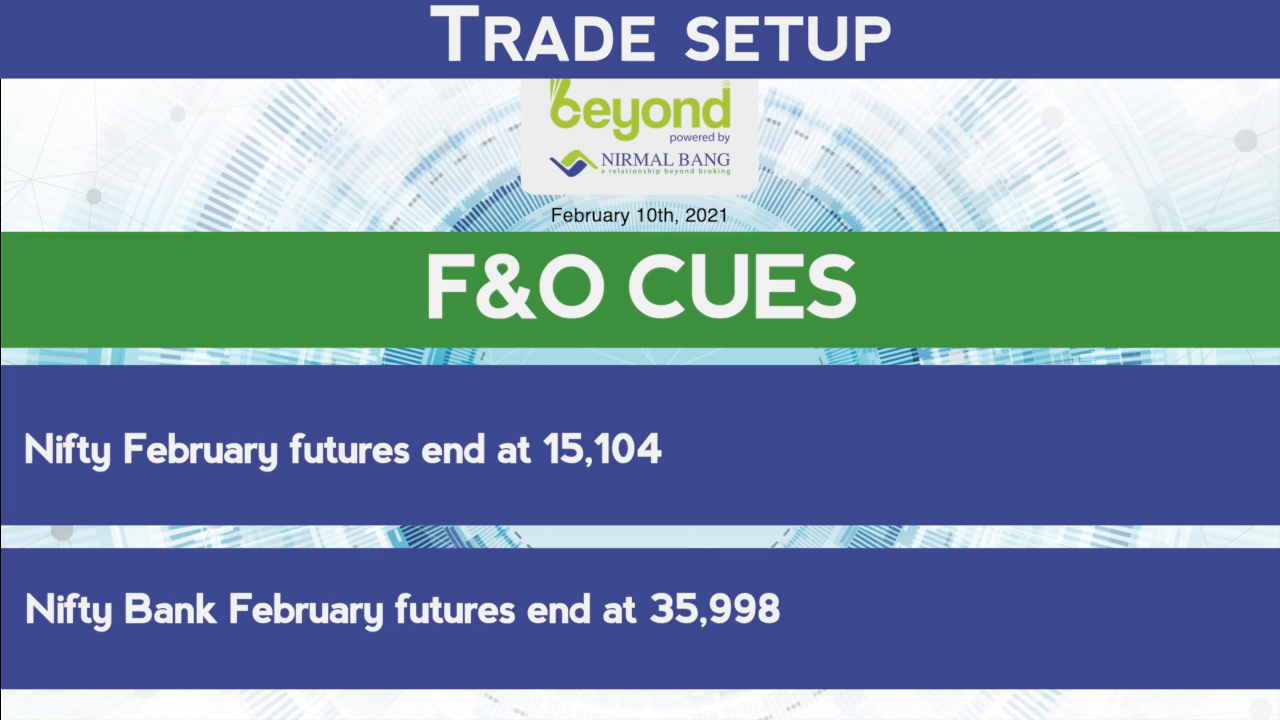 TRADE SETUP
beyond
powered by
NIRMAL BANG
a relationship beyond broking
February 10th, 2021
F&O CUES
Nifty February futures end at 15,104
Nifty Bank February futures end at 35,998